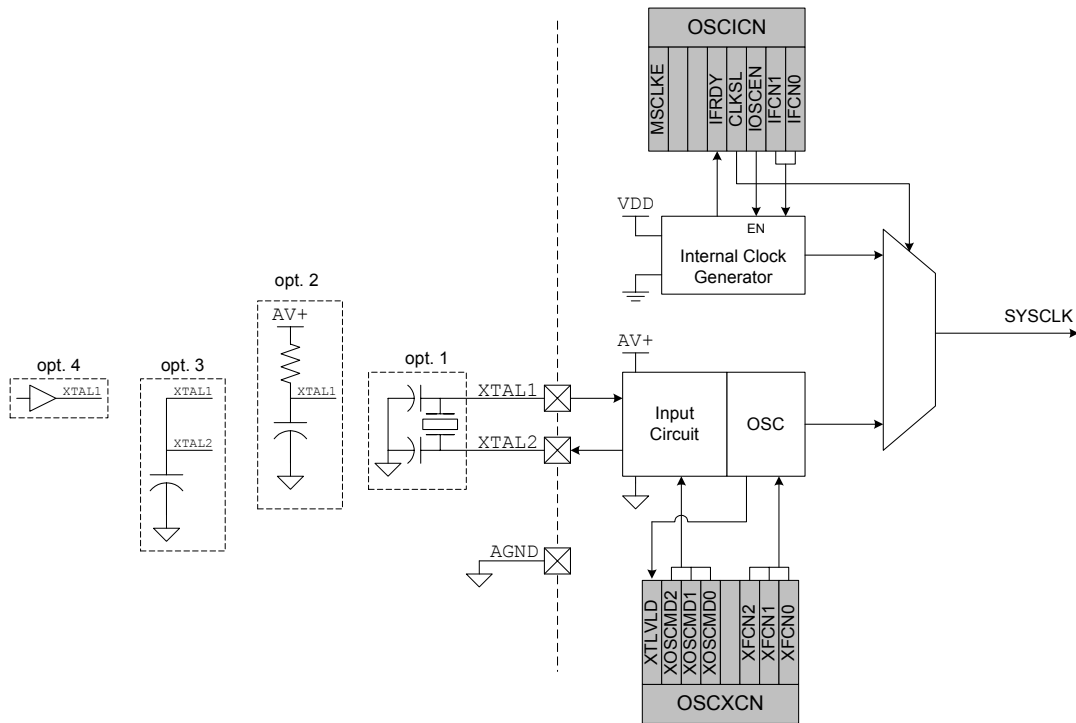 OSCICN
MSCLKE
IFRDY
CLKSL
IOSCEN
IFCN1
IFCN0
VDD
EN
Internal Clock
Generator
opt. 2
AV+
XTAL1
SYSCLK
opt. 4
XTAL1
opt. 3
XTAL1
XTAL2
opt. 1
XTAL1
XTAL2
AV+
Input
Circuit
OSC
AGND
XTLVLD
XOSCMD2
XOSCMD1
XOSCMD0
XFCN2
XFCN1
XFCN0
OSCXCN